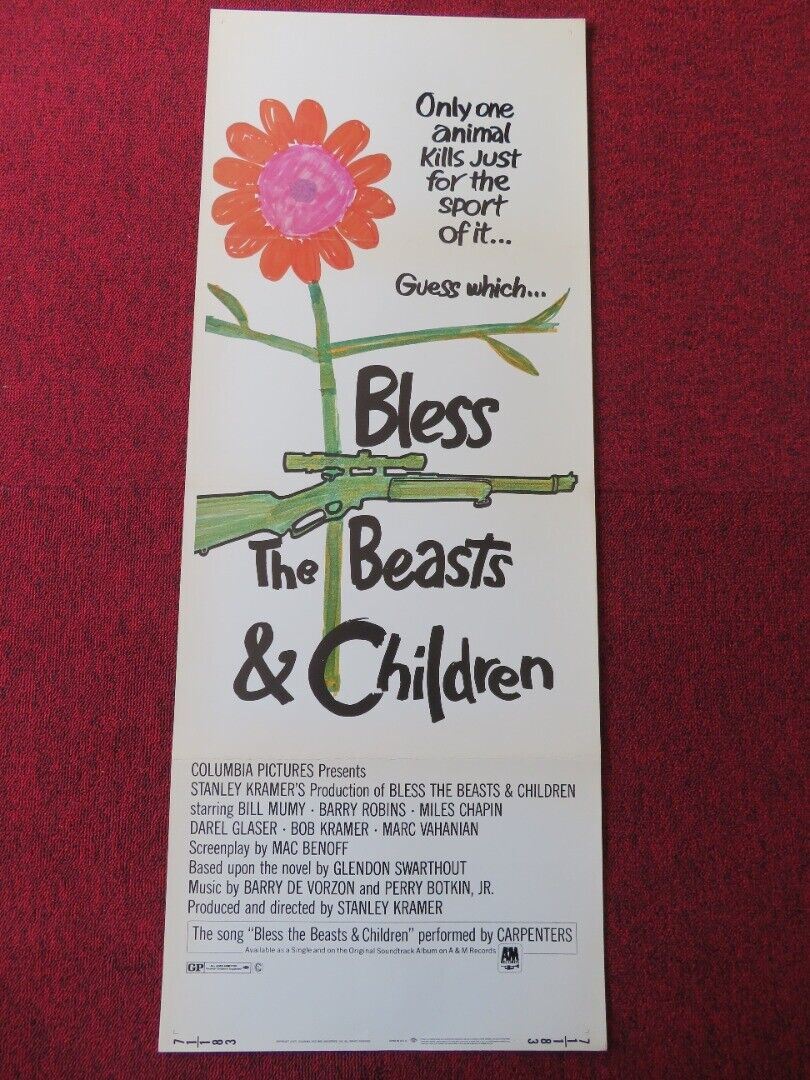 Only one
animal
Kills just
for the
sport
of it...
Guess which...
Bless
The Beasts
& Children
COLUMBIA PICTURES Presents
STANLEY KRAMER'S Production of BLESS THE BEASTS & CHILDREN
starring BILL MUMY · BARRY ROBINS · MILES CHAPIN
DAREL GLASER · BOB KRAMER · MARC VAHANIAN
Screenplay by MAC BENOFF
Based upon the novel by GLENDON SWARTHOUT
Music by BARRY DE VORZON and PERRY BOTKIN, JR.
Produced and directed by STANLEY KRAMER
The song "Bless the Beasts & Children" performed by CARPENTERS
Available as a Single and on the Original Soundtrack Album on A & M Records
AM
GP
C
71-183
71-183